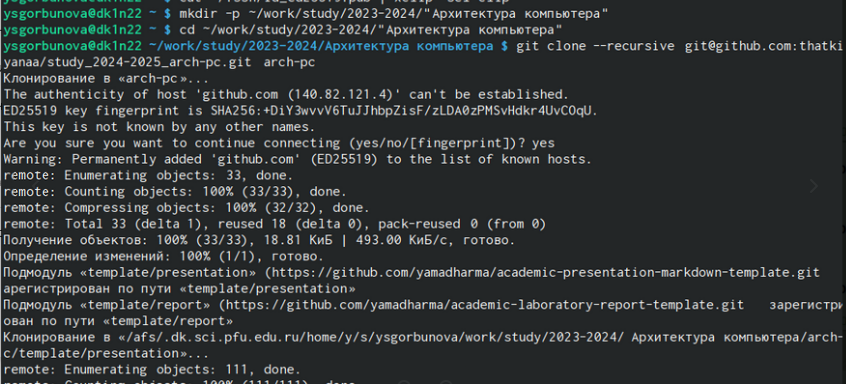 ysgorbunova@dk1n22 ~ $ mkdir -p ~/work/study/2023-2024/"Архитектура компьютера"
ysgorbunova@dk1n22 ~ $ cd ~/work/study/2023-2024/"Архитектура компьютера"
ysgorbunova@dk1n22 ~/work/study/2023-2024/Архитектура компьютера $ git clone --recursive git@github.com:thatki
yanaa/study_2024-2025_arch-pc.git arch-pc
Клонирование в «arch-pc»...
The authenticity of host 'github.com (140.82.121.4)' can't be established.
ED25519 key fingerprint is SHA256:+DiY3wvvV6TuJJhbpZisF/zLDA0zPMSvHdkr4UvCOqU.
This key is not known by any other names.
Are you sure you want to continue connecting (yes/no/[fingerprint])? yes
Warning: Permanently added 'github.com' (ED25519) to the list of known hosts.
remote: Enumerating objects: 33, done.
remote: Counting objects: 100% (33/33), done.
remote: Compressing objects: 100% (32/32), done.
remote: Total 33 (delta 1), reused 18 (delta 0), pack-reused 0 (from 0)
Получение объектов: 100% (33/33), 18.81 КиБ | 493.00 КиБ/с, готово.
Определение изменений: 100% (1/1), готово.
Подмодуль «template/presentation» (https://github.com/yamadharma/academic-presentation-markdown-template.git
арегистрирован по пути «template/presentation»
Подмодуль «template/report» (https://github.com/yamadharma/academic-laboratory-report-template.git зарегистри
ован по пути «template/report»
Клонирование в «/afs/.dk.sci.pfu.edu.ru/home/y/s/ysgorbunova/work/study/2023-2024/ Архитектура компьютера/arch-
c/template/presentation»...
remote: Enumerating objects: 111, done.